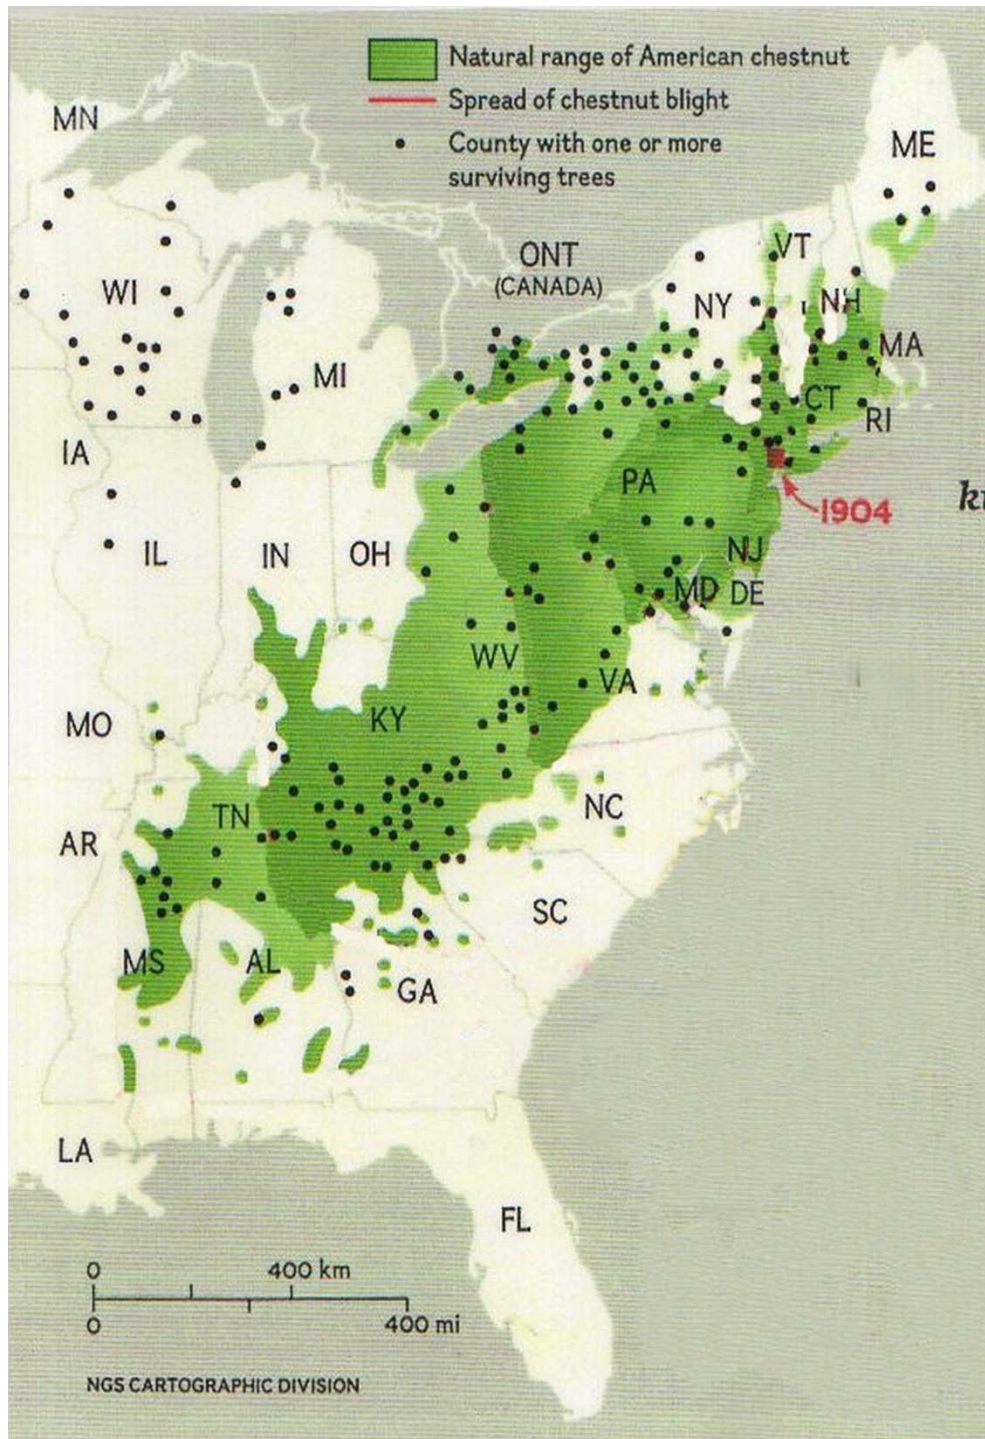 Natural range of American chestnut
Spread of chestnut blight
County with one or more
surviving trees
MN
ME
ONT
(CANADA)
VT
WI
NY
NH
MI
MA
CT
RI
IA
PA
1904
IL
IN
OH
NJ
MD
DE
WV
VA
MO
KY
TN
NC
AR
SC
MS
AL
GA
LA
FL
0
400 km
0
400 mi
NGS CARTOGRAPHIC DIVISION